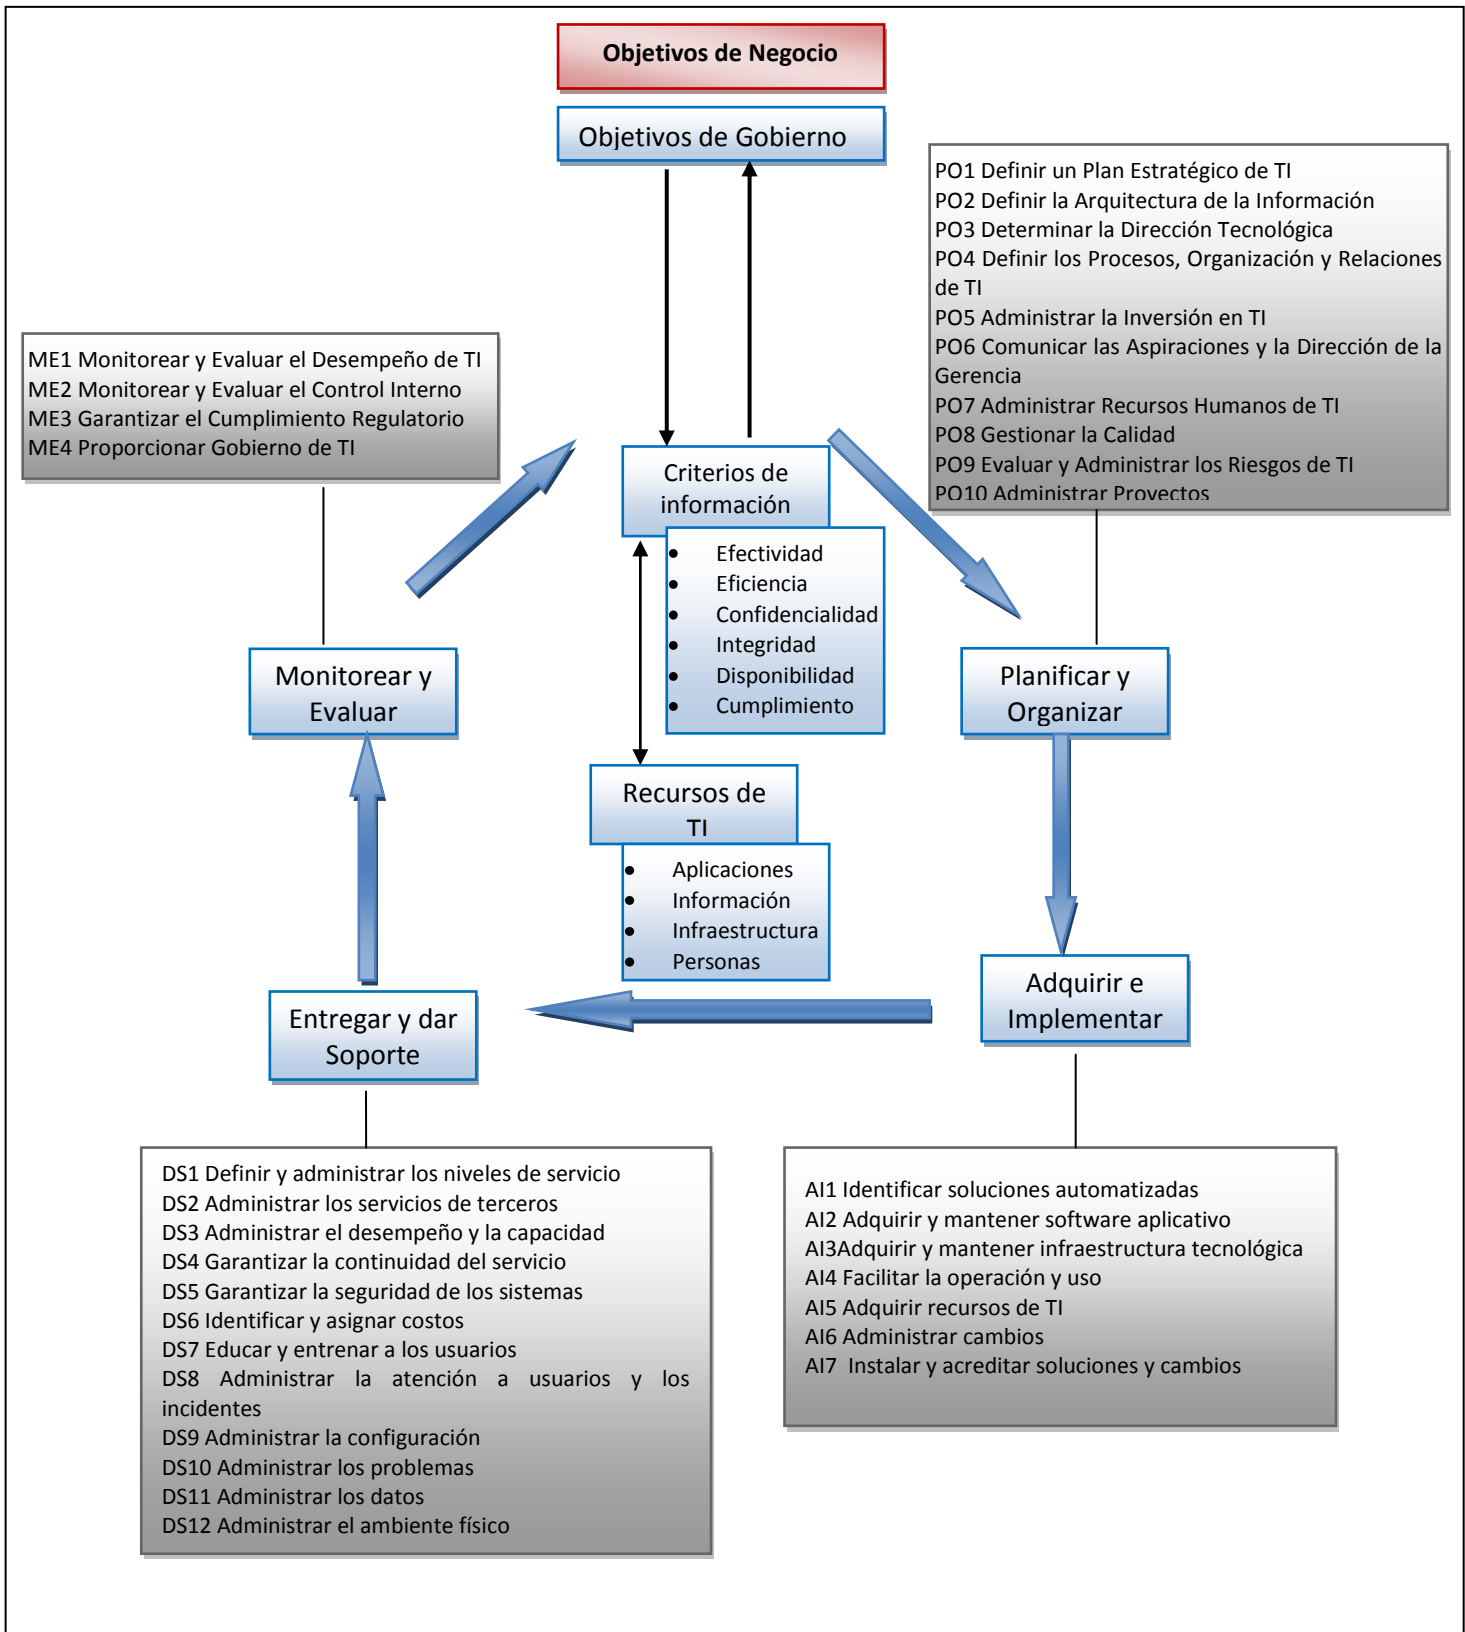 Objetivos de Negocio
Objetivos de Gobierno
PO1 Definir un Plan Estratégico de TI
PO2 Definir la Arquitectura de la Información
PO3 Determinar la Dirección Tecnológica
PO4 Definir los Procesos, Organización y Relaciones
de TI
PO5 Administrar la Inversión en TI
PO6 Comunicar las Aspiraciones y la Dirección de la
Gerencia
PO7 Administrar Recursos Humanos de TI
PO8 Gestionar la Calidad
PO9 Evaluar y Administrar los Riesgos de TI
PO10 Administrar Proyectos
ME1 Monitorear y Evaluar el Desempeño de TI
ME2 Monitorear y Evaluar el Control Interno
ME3 Garantizar el Cumplimiento Regulatorio
ME4 Proporcionar Gobierno de TI
Criterios de
información
• Efectividad
• Eficiencia
• Confidencialidad
• Integridad
• Disponibilidad
• Cumplimiento
Monitorear y
Evaluar
Planificar y
Organizar
Recursos de
TI
• Aplicaciones
• Información
• Infraestructura
• Personas
Entregar y dar
Soporte
Adquirir e
Implementar
DS1 Definir y administrar los niveles de servicio
DS2 Administrar los servicios de terceros
DS3 Administrar el desempeño y la capacidad
DS4 Garantizar la continuidad del servicio
DS5 Garantizar la seguridad de los sistemas
DS6 Identificar y asignar costos
DS7 Educar y entrenar a los usuarios
DS8 Administrar la atención a usuarios y los
incidentes
DS9 Administrar la configuración
DS10 Administrar los problemas
DS11 Administrar los datos
DS12 Administrar el ambiente físico
AI1 Identificar soluciones automatizadas
AI2 Adquirir y mantener software aplicativo
AI3Adquirir y mantener infraestructura tecnológica
AI4 Facilitar la operación y uso
AI5 Adquirir recursos de TI
AI6 Administrar cambios
AI7 Instalar y acreditar soluciones y cambios